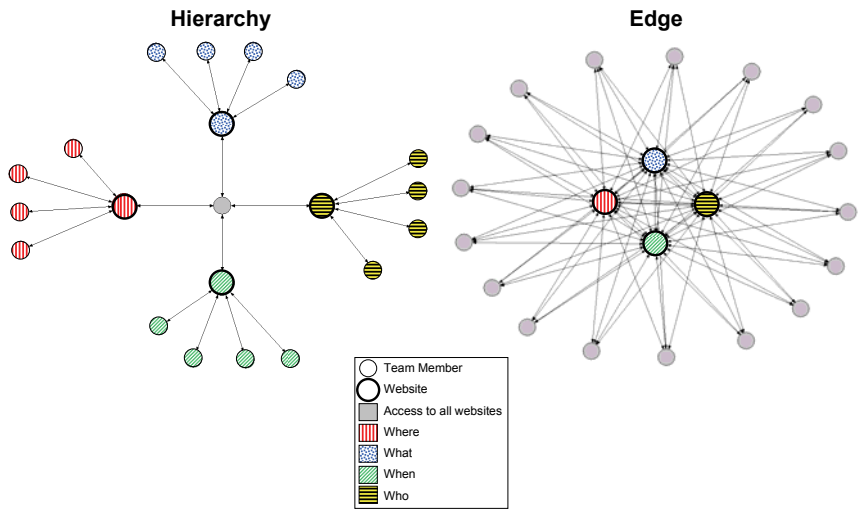 Hierarchy
Edge
Team Member
Website
Access to all websites
Where
What
When
Who